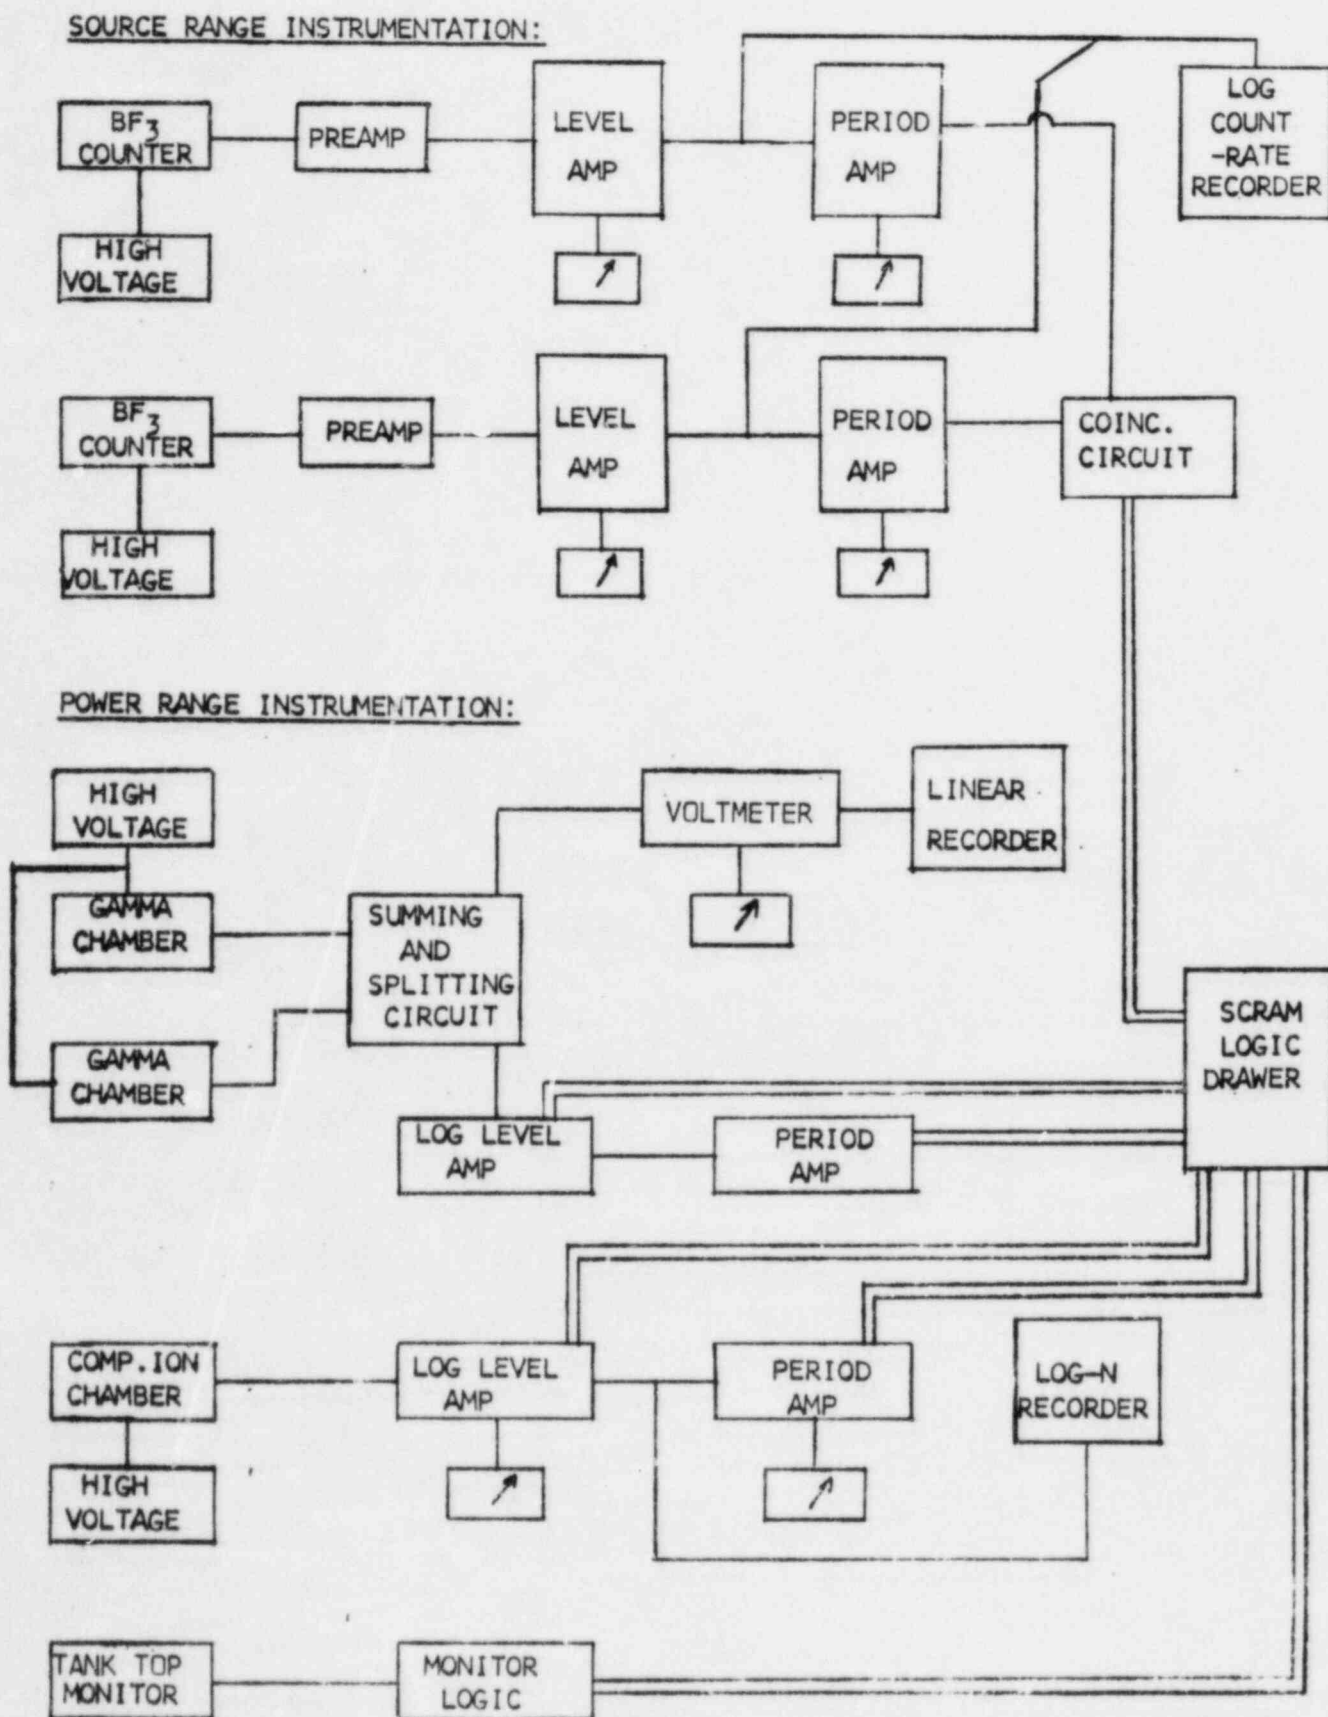 SOURCE RANGE INSTRUMENTATION:
BF3
COUNTER
PREAMP
LEVEL
AMP
PERIOD
AMP
LOG
COUNT
-RATE
RECORDER
HIGH
VOLTAGE
BF3
COUNTER
PREAMP
LEVEL
AMP
PERIOD
AMP
COINC.
CIRCUIT
HIGH
VOLTAGE
POWER RANGE INSTRUMENTATION:
HIGH
VOLTAGE
VOLTMETER
LINEAR
RECORDER
GAMMA
CHAMBER
SUMMING
AND
SPLITTING
CIRCUIT
GAMMA
CHAMBER
SCRAM
LOGIC
DRAWER
LOG LEVEL
AMP
PERIOD
AMP
COMP.ION
CHAMBER
LOG LEVEL
AMP
PERIOD
AMP
LOG-N
RECORDER
HIGH
VOLTAGE
TANK TOP
MONITOR
MONITOR
LOGIC